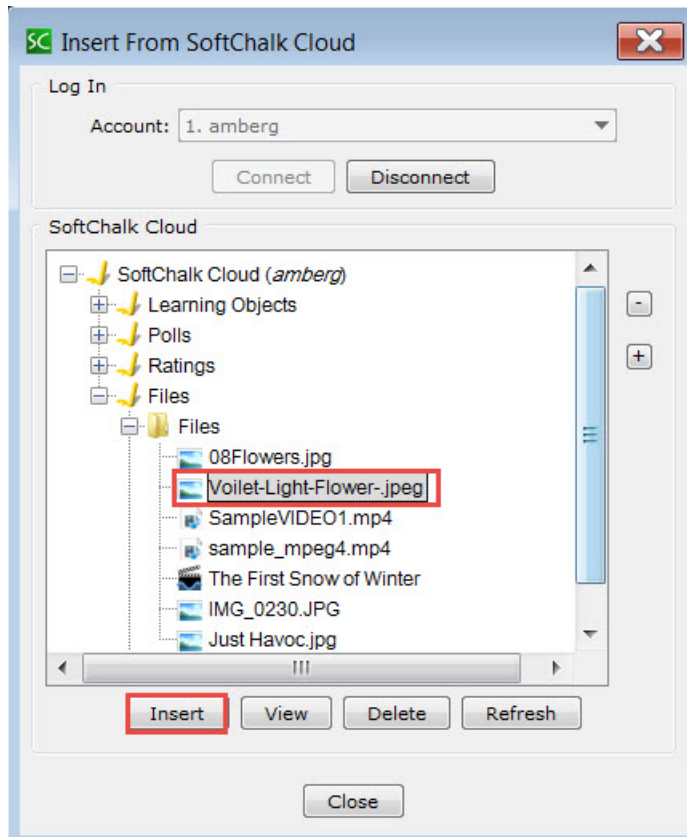 SC Insert From SoftChalk Cloud
Log In
Account: 1. amberg
Connect Disconnect
SoftChalk Cloud
SoftChalk Cloud (amberg)
Learning Objects
Polls
Ratings
Files
Files
08Flowers.jpg
Voilet-Light-Flower-.jpeg
SampleVIDEO1.mp4
sample_mpeg4.mp4
The First Snow of Winter
IMG_0230.JPG
Just Havoc.jpg
Insert View Delete Refresh
Close